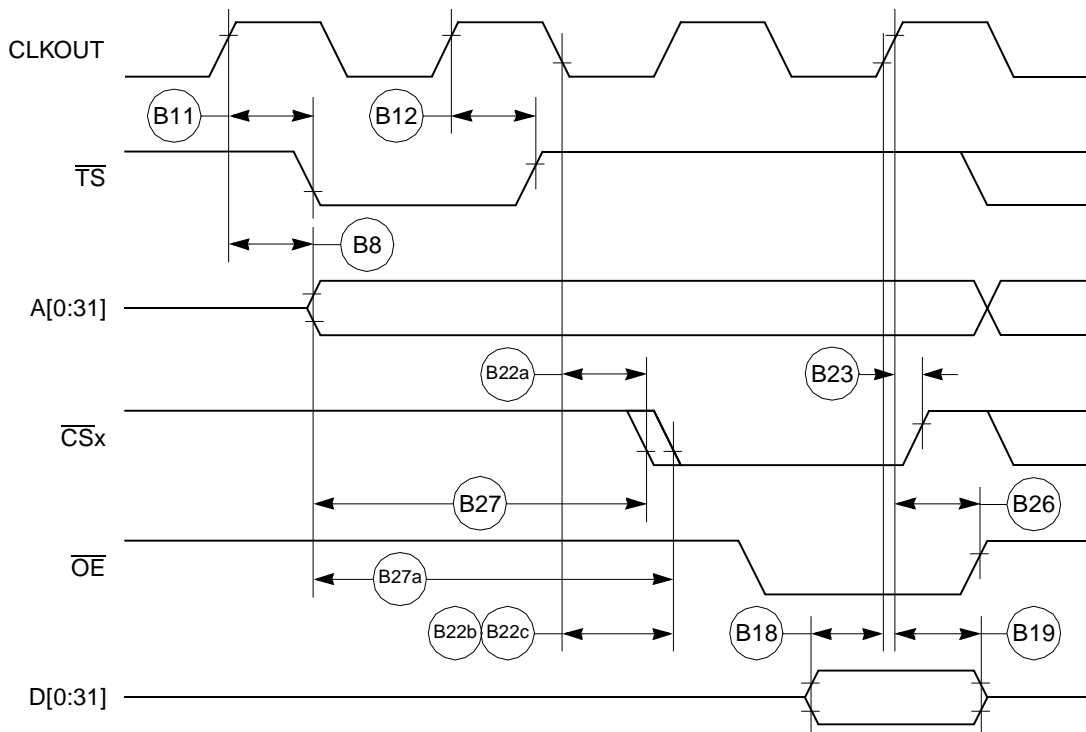 CLKOUT
B11
B12
TS
B8
A[0:31]
B22a
B23
CSx
B27
B26
OE
B27a
B22b
B22c
B18
B19
D[0:31]